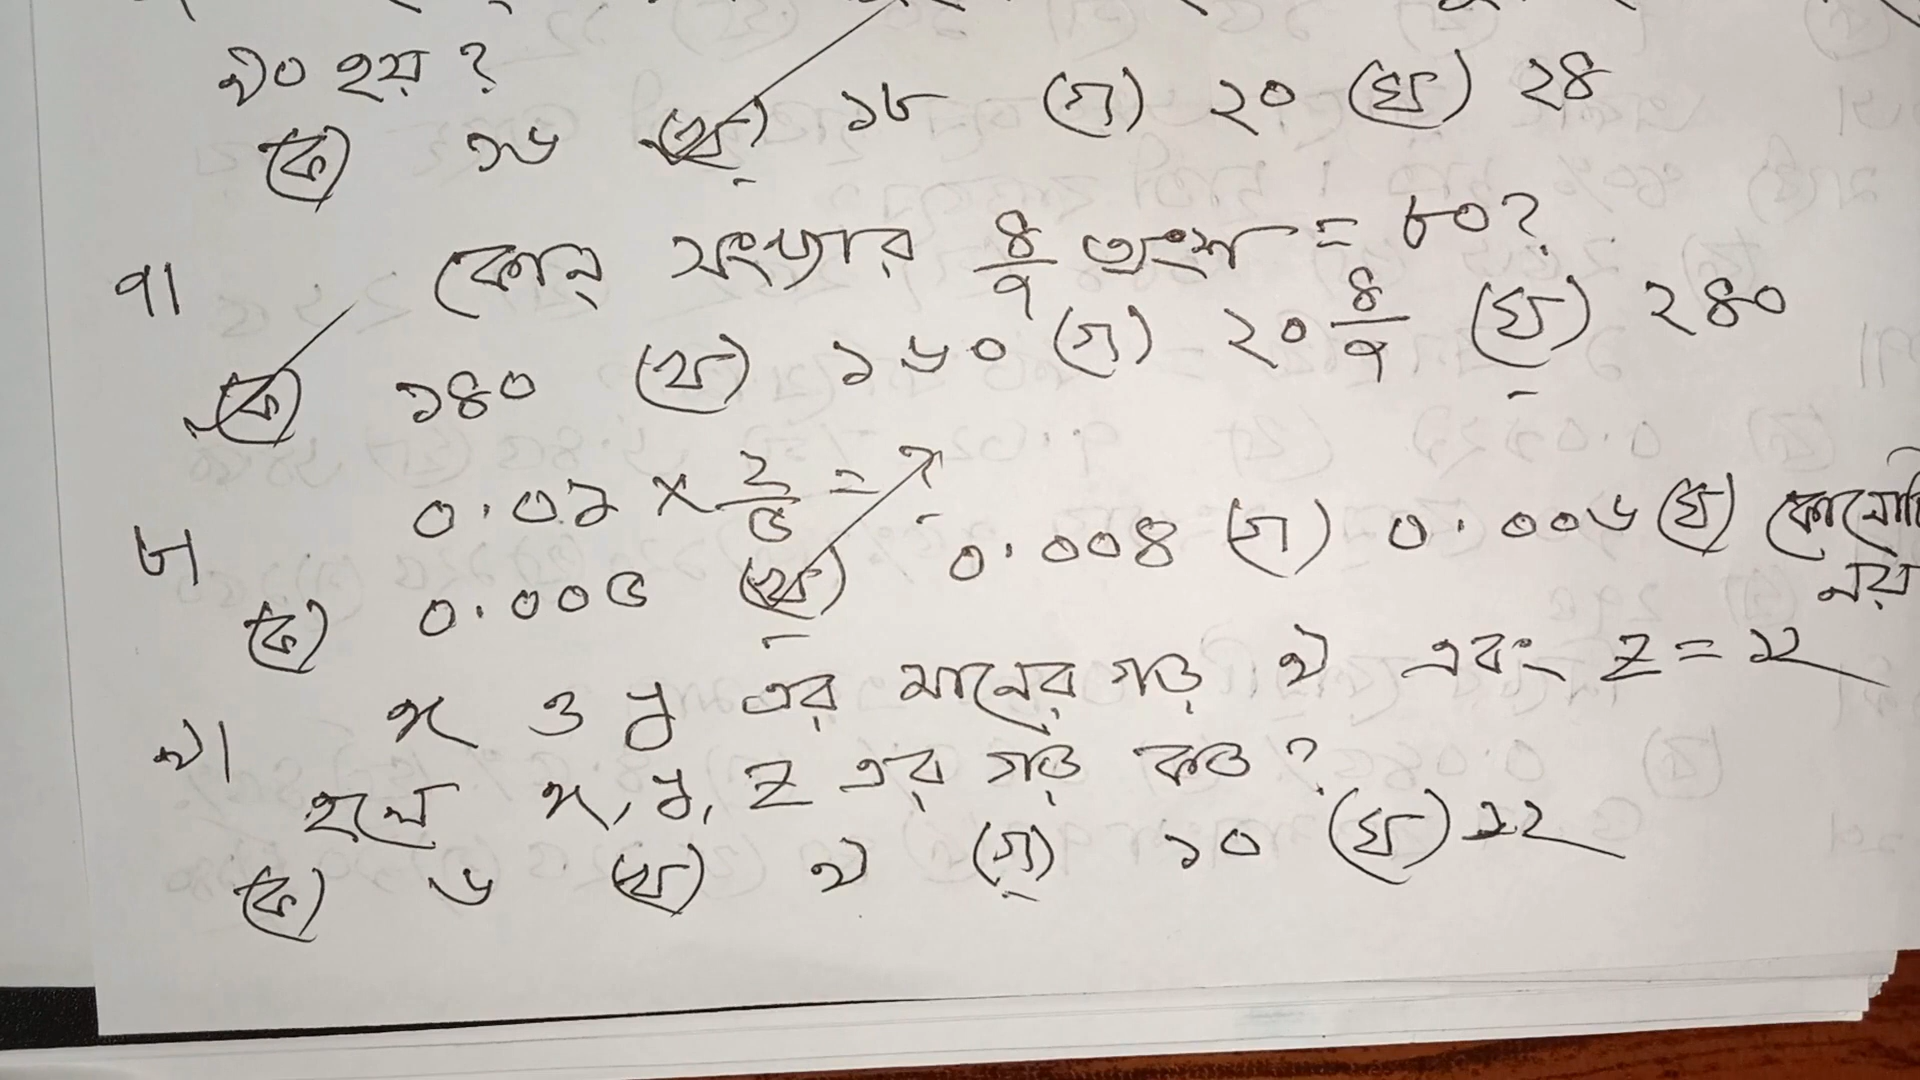 ৯০ হয়?
(ক) ১৬ (খ) ১৮ (গ) ২০ (ঘ) ২৪
৭। কোন্ সংখ্যার ৪/৭ অংশ = ৮০?
(ক) ১৪০ (খ) ১৬০ (গ) ২০ ৪/৭ (ঘ) ২৪০
৮। ০.০১ × ২/৫ = ?
(ক) ০.০০৫ (খ) ০.০০৪ (গ) ০.০০৬ (ঘ) কোনোটি
নয়
৯। x ও y এর মানের গড় ৯ এবং z = ১২
হলে x, y, z এর গড় কত?
(ক) ৬ (খ) ৯ (গ) ১০ (ঘ) ১২